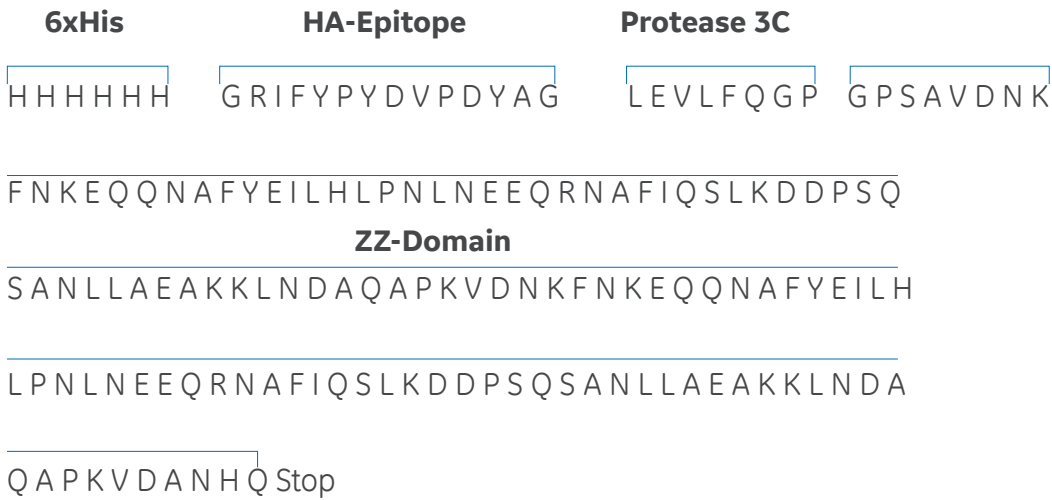 6xHis HA-Epitope Protease 3C
H H H H H H G R I F Y P Y D V P D Y A G L E V L F Q G P G P S A V D N K
F N K E Q Q N A F Y E I L H L P N L N E E Q R N A F I Q S L K D D P S Q
ZZ-Domain
S A N L L A E A K K L N D A Q A P K V D N K F N K E Q Q N A F Y E I L H
L P N L N E E Q R N A F I Q S L K D D P S Q S A N L L A E A K K L N D A
Q A P K V D A N H Q Stop